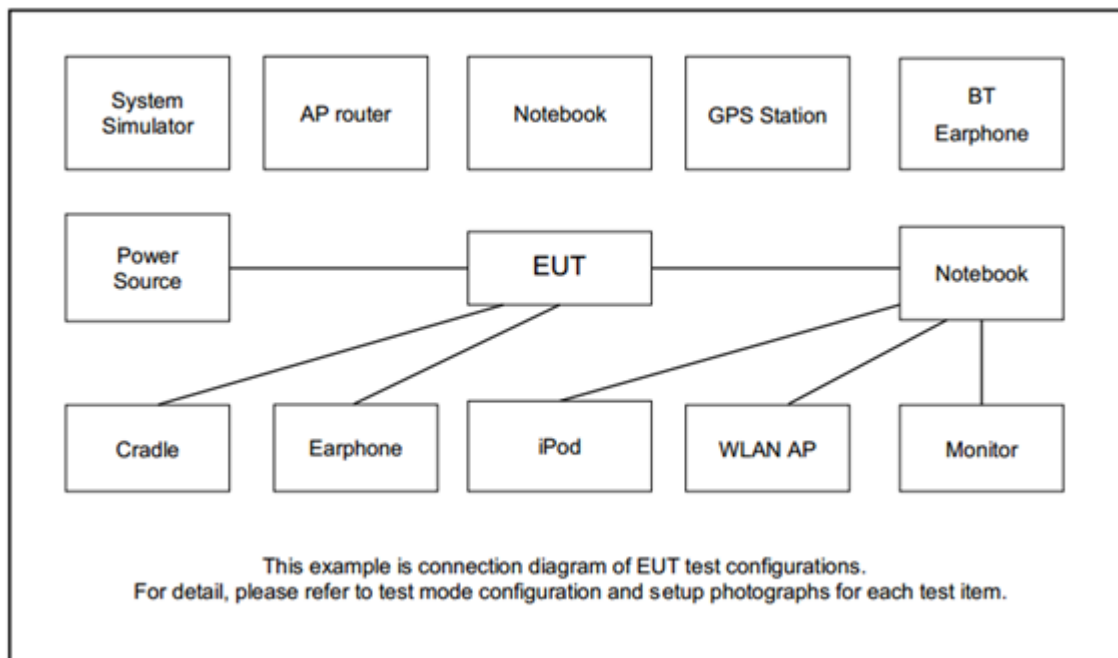 System
Simulator
AP router
Notebook
GPS Station
BT
Earphone
Power
Source
EUT
Notebook
Cradle
Earphone
iPod
WLAN AP
Monitor
This example is connection diagram of EUT test configurations.
For detail, please refer to test mode configuration and setup photographs for each test item.